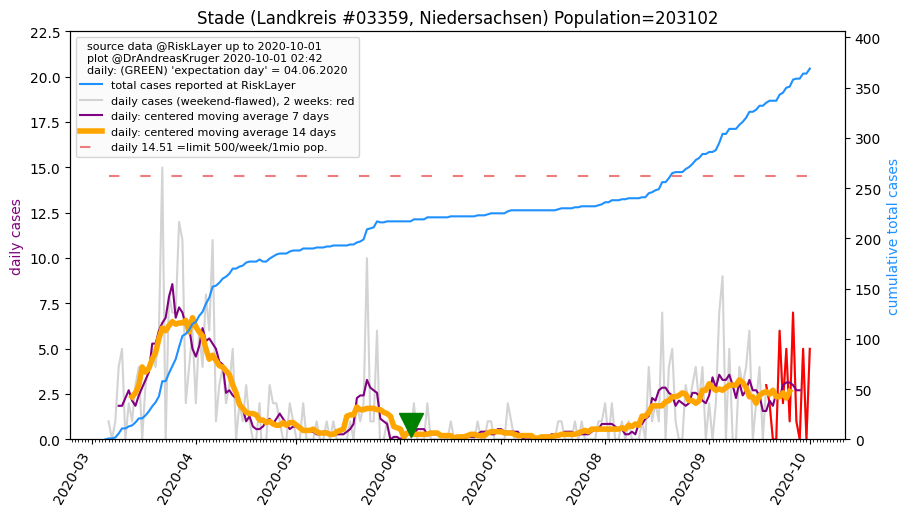 Stade (Landkreis #03359, Niedersachsen) Population=203102
source data @RiskLayer up to 2020-10-01
plot @DrAndreasKruger 2020-10-01 02:42
daily: (GREEN) 'expectation day' = 04.06.2020
total cases reported at RiskLayer
daily cases (weekend-flawed), 2 weeks: red
daily: centered moving average 7 days
daily: centered moving average 14 days
daily 14.51 =limit 500/week/1mio pop.
daily cases
22.5
20.0
17.5
15.0
12.5
10.0
7.5
5.0
2.5
0.0
cumulative total cases
400
350
300
250
200
150
100
50
0
2020-03
2020-04
2020-05
2020-06
2020-07
2020-08
2020-09
2020-10